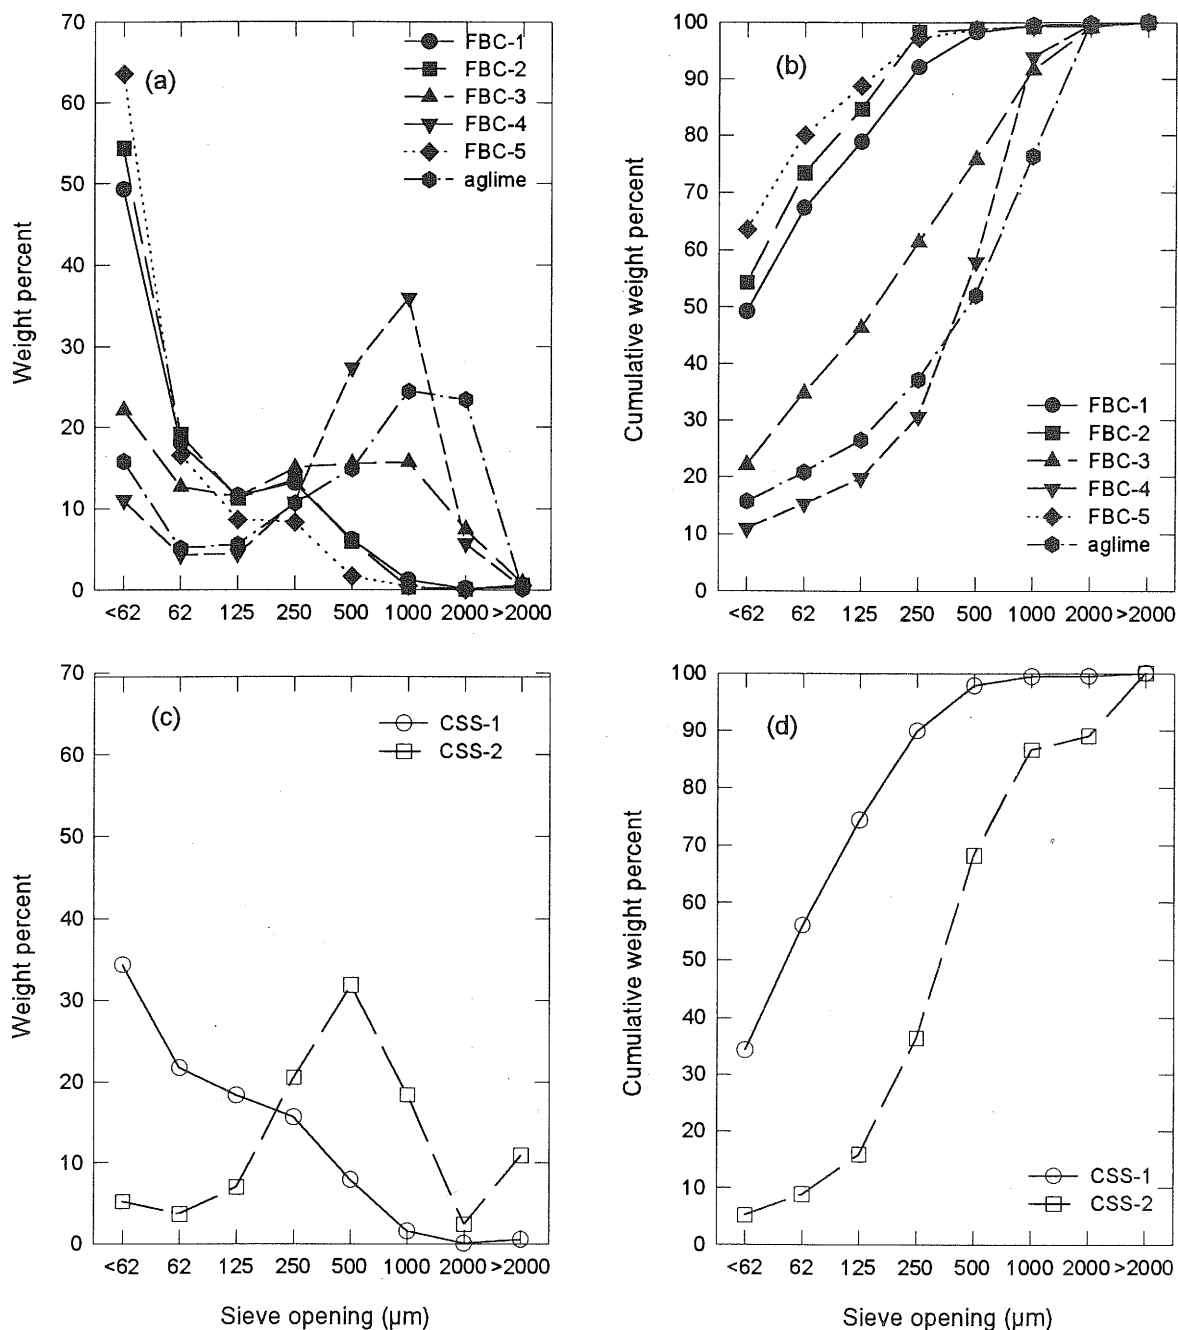 (a)
FBC-1
FBC-2
FBC-3
FBC-4
FBC-5
aglime
Weight percent
70
60
50
40
30
20
10
0
<62 62 125 250 500 1000 2000 >2000
(b)
FBC-1
FBC-2
FBC-3
FBC-4
FBC-5
aglime
Cumulative weight percent
100
90
80
70
60
50
40
30
20
10
0
<62 62 125 250 500 1000 2000 >2000
(c)
CSS-1
CSS-2
Weight percent
70
60
50
40
30
20
10
0
<62 62 125 250 500 1000 2000 >2000
Sieve opening (µm)
(d)
CSS-1
CSS-2
Cumulative weight percent
100
90
80
70
60
50
40
30
20
10
0
<62 62 125 250 500 1000 2000 >2000
Sieve opening (µm)